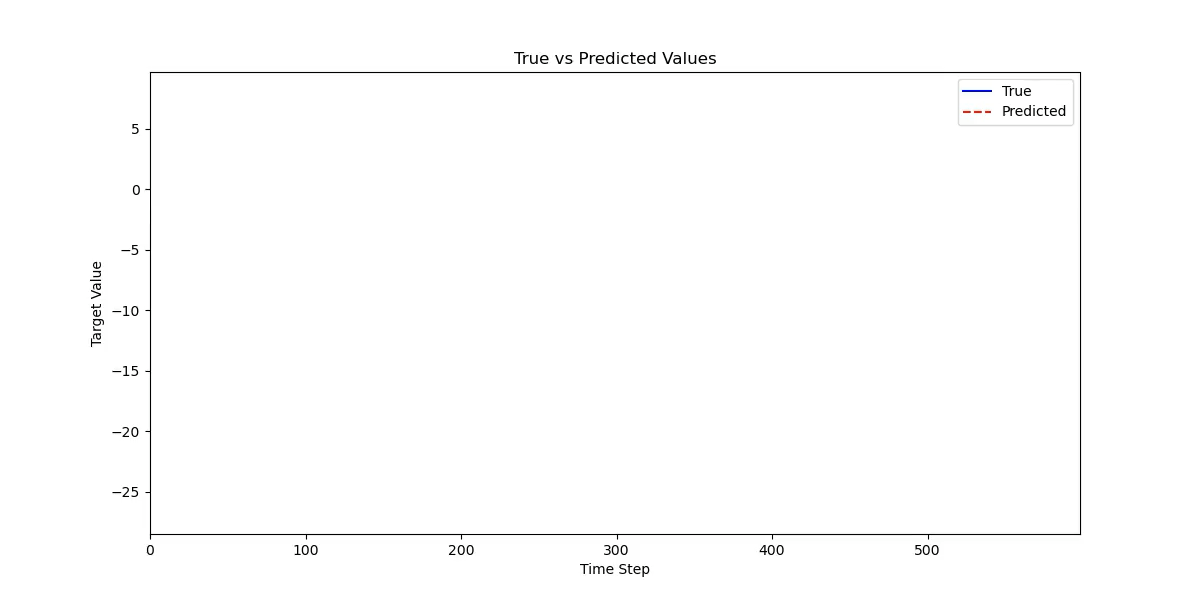 True vs Predicted Values
True
Predicted
5
0
−5
−10
−15
−20
−25
Target Value
0 100 200 300 400 500
Time Step